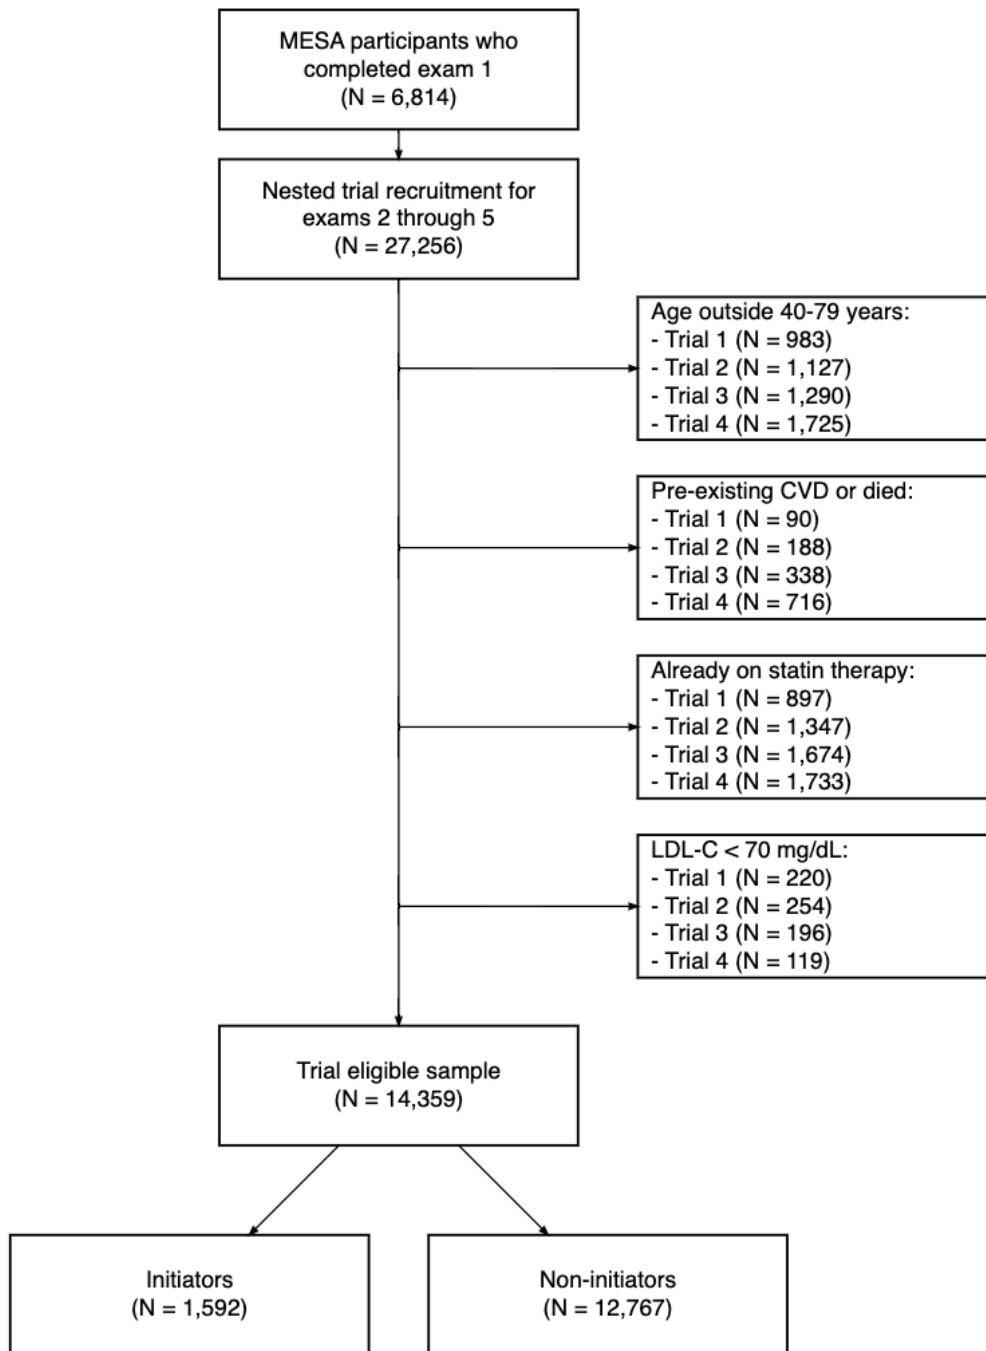 MESA participants who
completed exam 1
(N = 6,814)
Nested trial recruitment for
exams 2 through 5
(N = 27,256)
Age outside 40-79 years:
- Trial 1 (N = 983)
- Trial 2 (N = 1,127)
- Trial 3 (N = 1,290)
- Trial 4 (N = 1,725)
Pre-existing CVD or died:
- Trial 1 (N = 90)
- Trial 2 (N = 188)
- Trial 3 (N = 338)
- Trial 4 (N = 716)
Already on statin therapy:
- Trial 1 (N = 897)
- Trial 2 (N = 1,347)
- Trial 3 (N = 1,674)
- Trial 4 (N = 1,733)
LDL-C < 70 mg/dL:
- Trial 1 (N = 220)
- Trial 2 (N = 254)
- Trial 3 (N = 196)
- Trial 4 (N = 119)
Trial eligible sample
(N = 14,359)
Initiators
(N = 1,592)
Non-initiators
(N = 12,767)